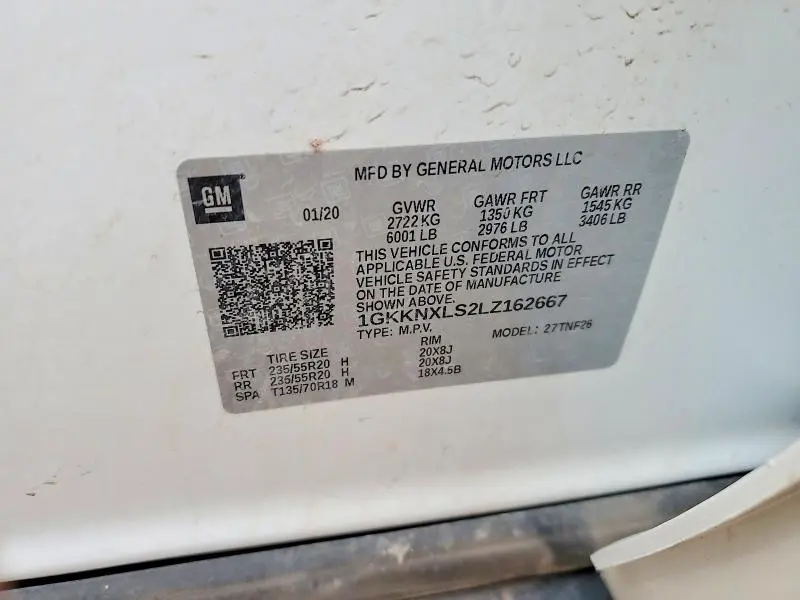 MFD BY GENERAL MOTORS LLC
GM
01/20 GVWR GAWR FRT GAWR RR
2722 KG 1350 KG 1545 KG
6001 LB 2976 LB 3406 LB
THIS VEHICLE CONFORMS TO ALL
APPLICABLE U.S. FEDERAL MOTOR
VEHICLE SAFETY STANDARDS IN EFFECT
ON THE DATE OF MANUFACTURE
SHOWN ABOVE.
1GKKNXLS2LZ162667
TYPE: M.P.V. MODEL: 27TNF26
TIRE SIZE RIM
FRT 235/55R20 H 20X8J
RR 235/55R20 H 20X8J
SPA T135/70R18 M 18X4.5B